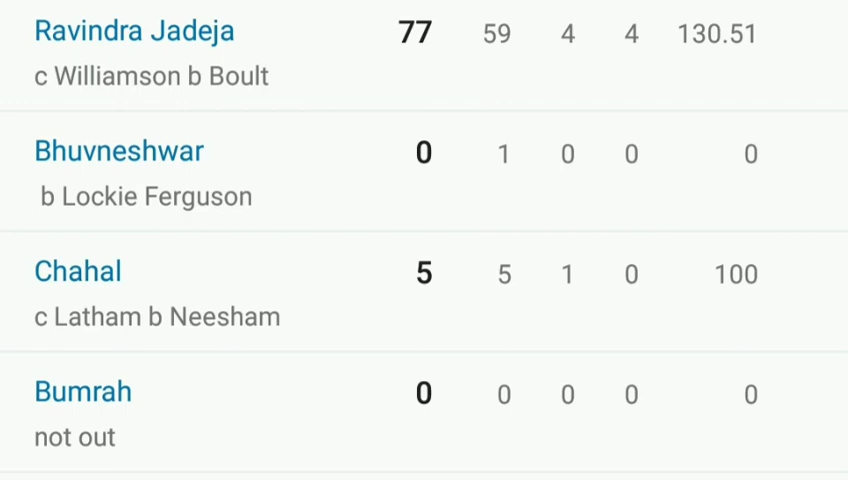 Ravindra Jadeja 77 59 4 4 130.51
c Williamson b Boult
Bhuvneshwar 0 1 0 0 0
b Lockie Ferguson
Chahal 5 5 1 0 100
c Latham b Neesham
Bumrah 0 0 0 0 0
not out